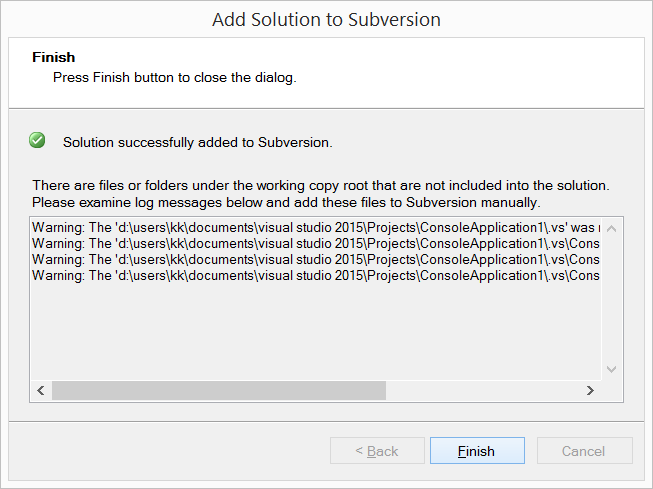 Add Solution to Subversion
Finish
Press Finish button to close the dialog.
Solution successfully added to Subversion.
There are files or folders under the working copy root that are not included into the solution.
Please examine log messages below and add these files to Subversion manually.
Warning: The 'd:\users\kk\documents\visual studio 2015\Projects\ConsoleApplication1\.vs' was
Warning: The 'd:\users\kk\documents\visual studio 2015\Projects\ConsoleApplication1\.vs\Cons
Warning: The 'd:\users\kk\documents\visual studio 2015\Projects\ConsoleApplication1\.vs\Cons
Warning: The 'd:\users\kk\documents\visual studio 2015\Projects\ConsoleApplication1\.vs\Cons
< Back
Finish
Cancel